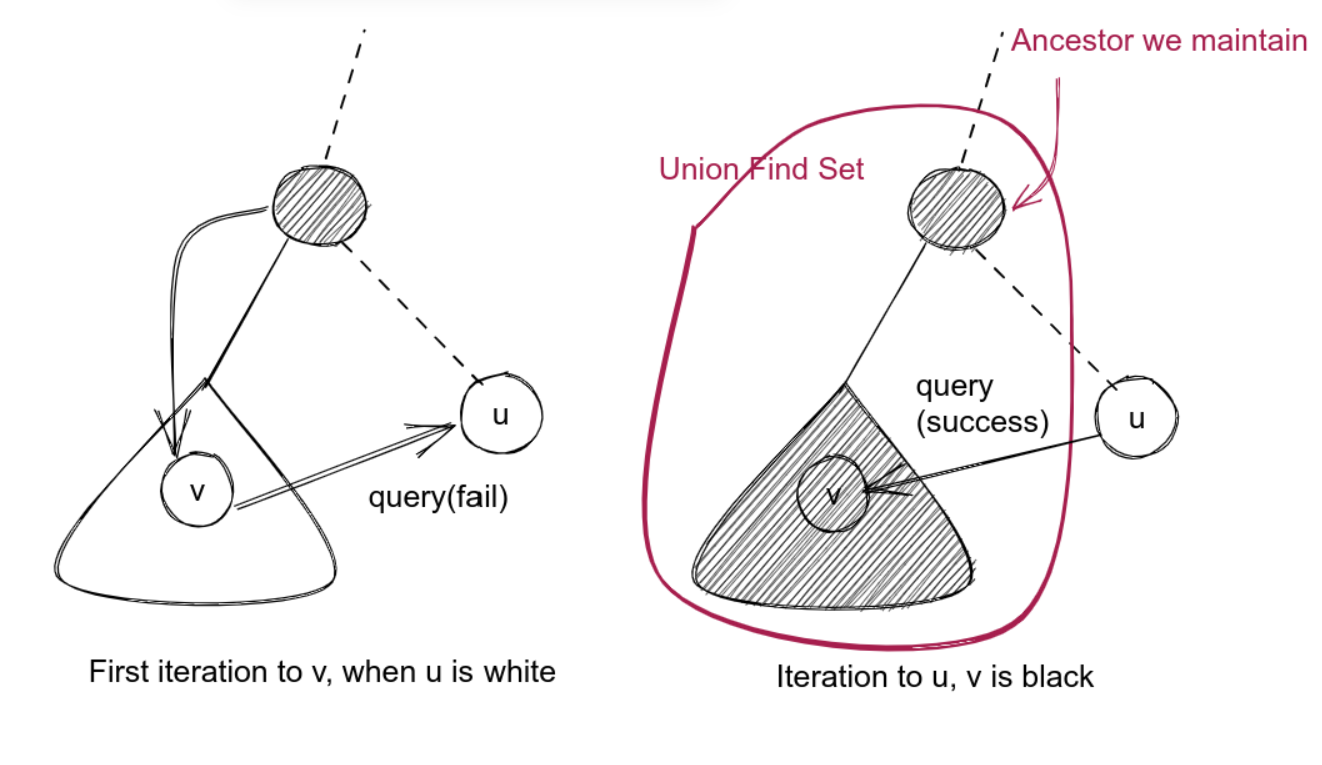 Ancestor we maintain
Union Find Set
u
v
query(fail)
query
(success)
u
v
First iteration to v, when u is white
Iteration to u, v is black